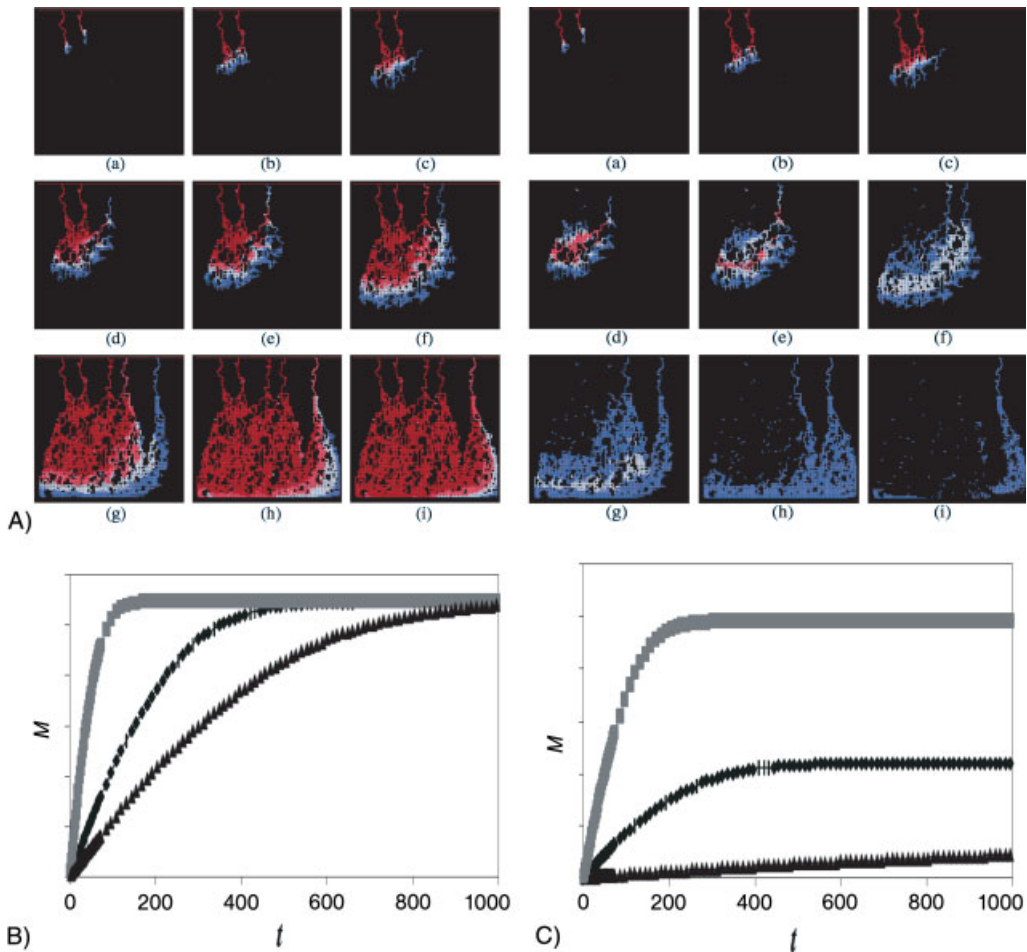 (a) (b) (c) (a) (b) (c)
(d) (e) (f) (d) (e) (f)
(g) (h) (i) (g) (h) (i)
A)
M
0 200 400 600 800 1000
B) t
M
0 200 400 600 800 1000
C) t